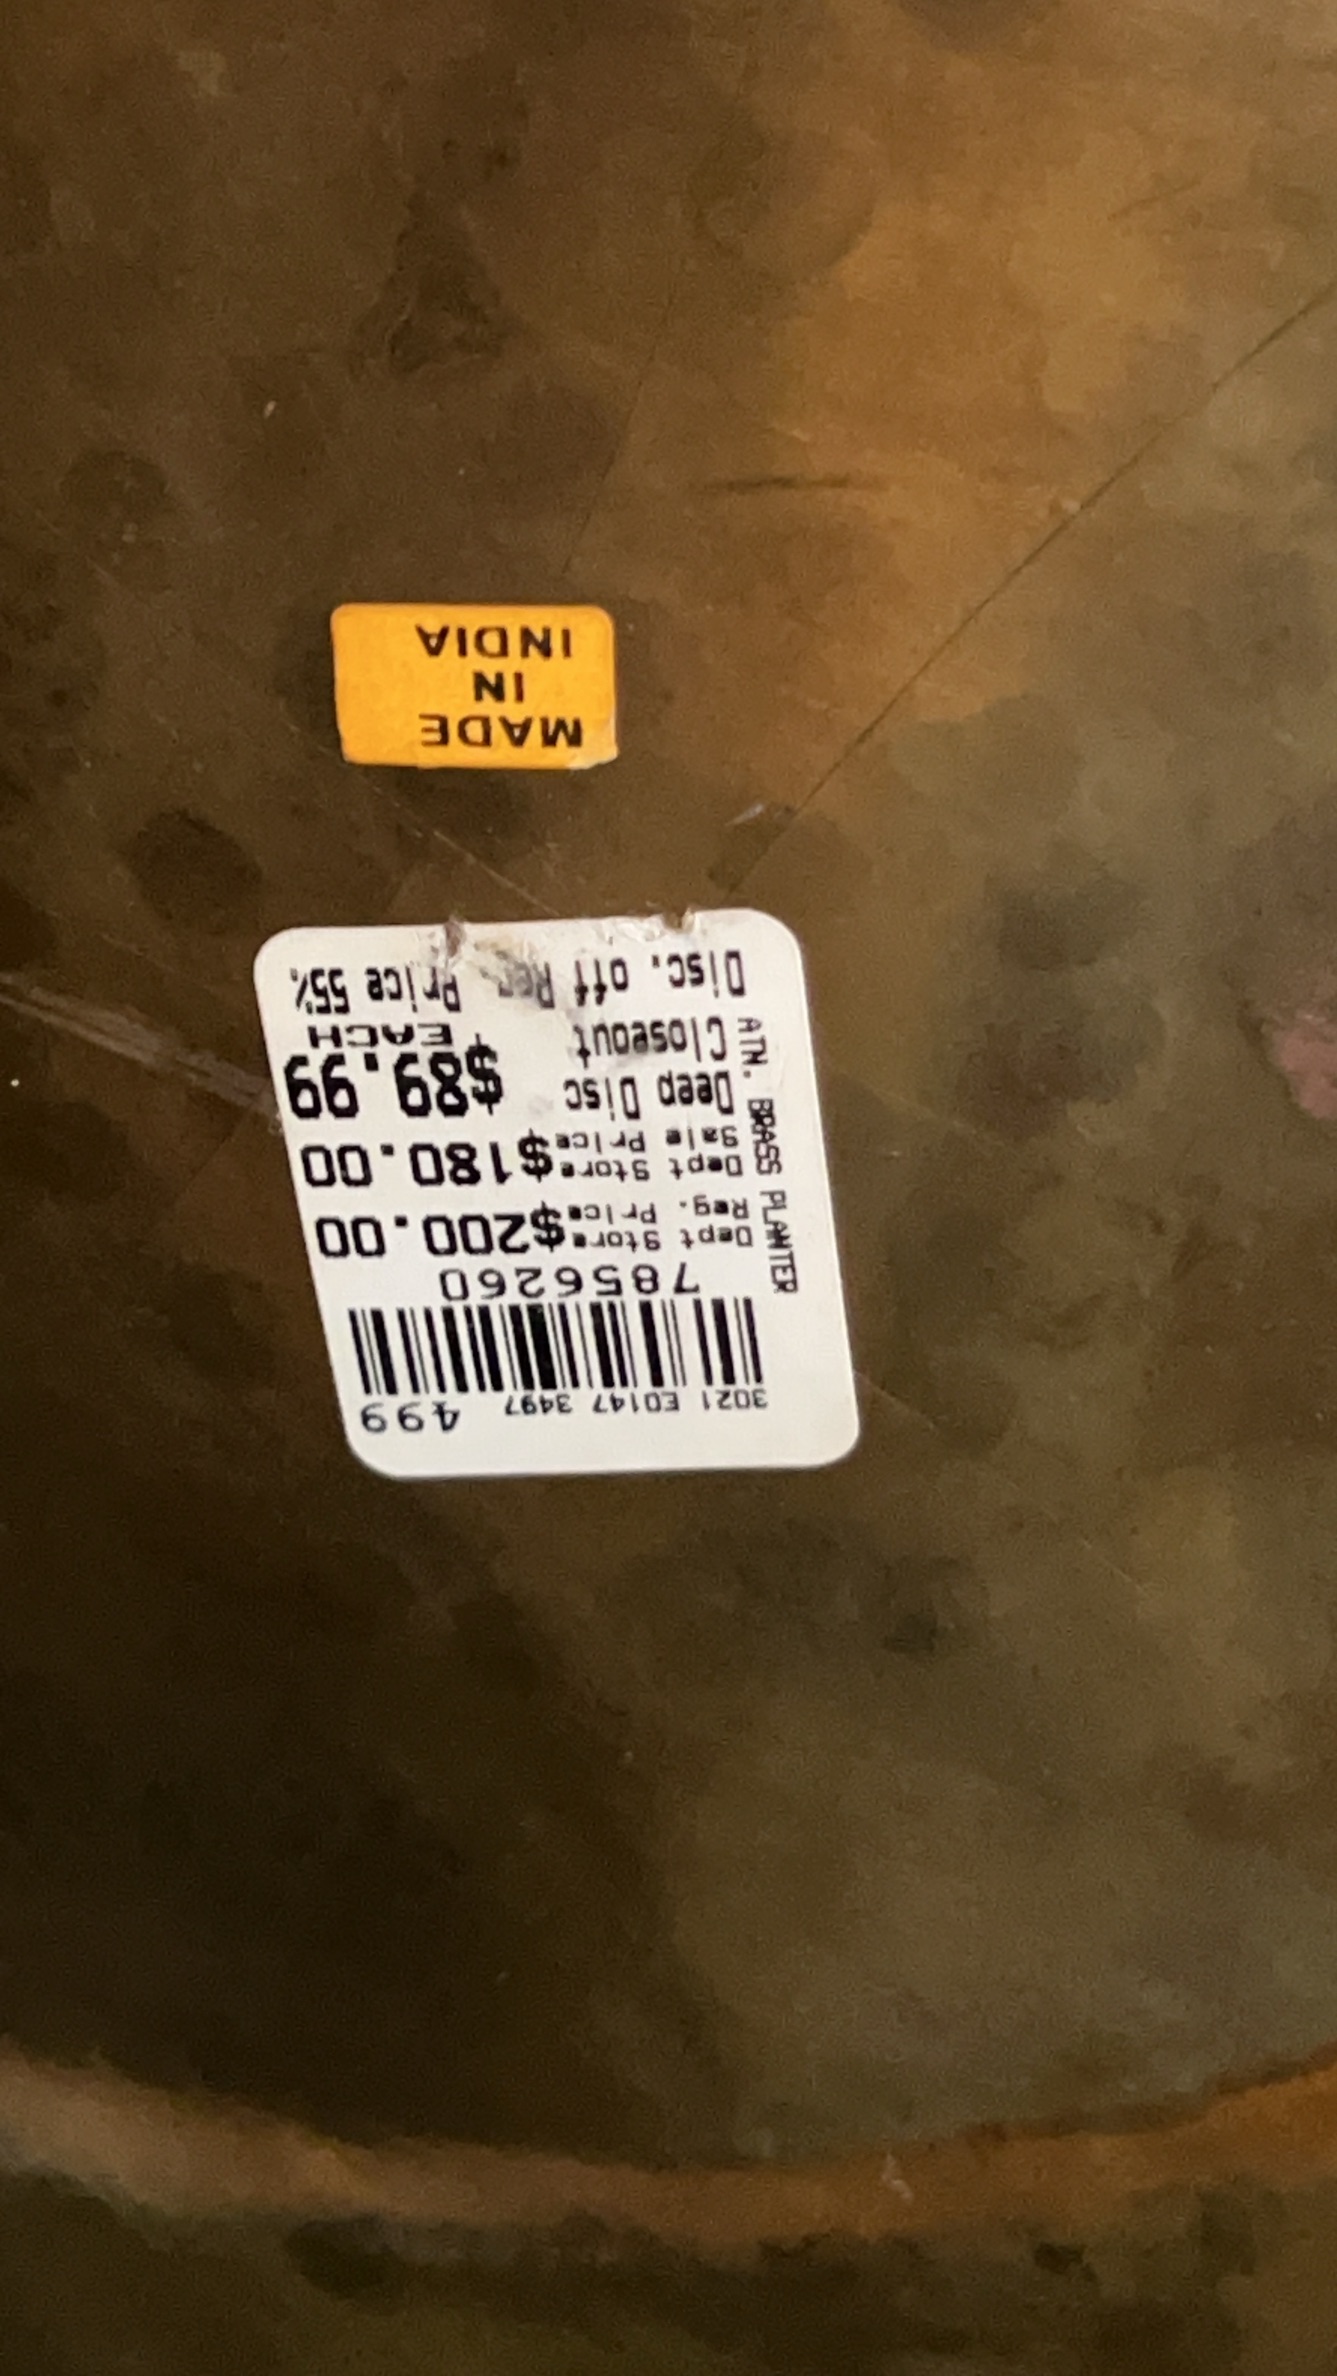 3021 E0147 3497 499
7856260
Dept Store $200.00
Reg. Price
Dept Store $180.00
Sale Price
Deep Disc $89.99
Closeout EACH
Disc. off Reg Price 55%
ATN. BRASS PLANTER
MADE
IN
INDIA